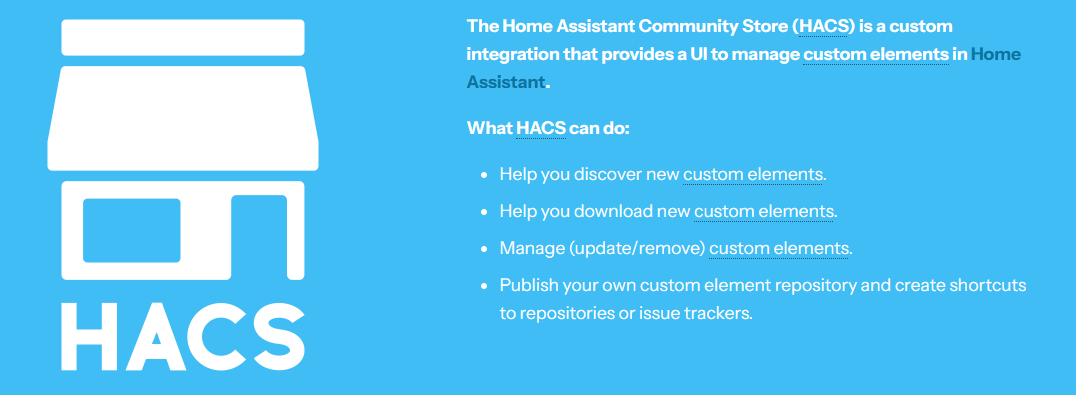 HACS
The Home Assistant Community Store (HACS) is a custom
integration that provides a UI to manage custom elements in Home
Assistant.
What HACS can do:
• Help you discover new custom elements.
• Help you download new custom elements.
• Manage (update/remove) custom elements.
• Publish your own custom element repository and create shortcuts
to repositories or issue trackers.